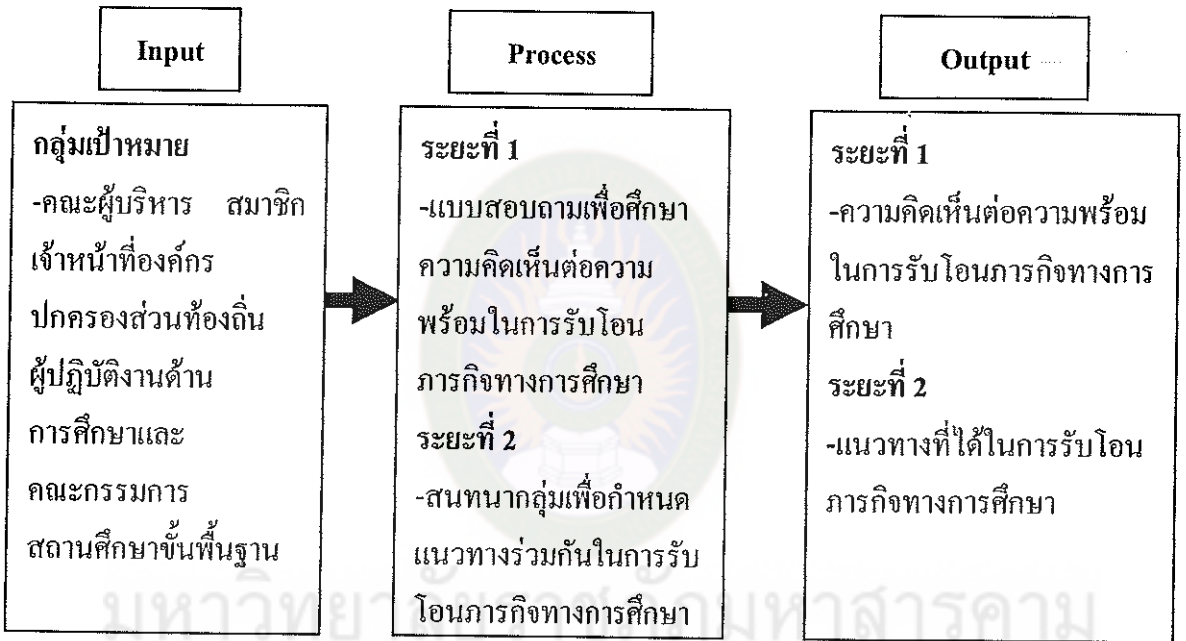 Input
กลุ่มเป้าหมาย
-คณะผู้บริหาร สมาชิก
เจ้าหน้าที่องค์กร
ปกครองส่วนท้องถิ่น
ผู้ปฏิบัติงานด้าน
การศึกษาและ
คณะกรรมการ
สถานศึกษาขั้นพื้นฐาน
Process
ระยะที่ 1
-แบบสอบถามเพื่อศึกษา
ความคิดเห็นต่อความ
พร้อมในการรับโอน
ภารกิจทางการศึกษา
ระยะที่ 2
-สนทนากลุ่มเพื่อกำหนด
แนวทางร่วมกันในการรับ
โอนภารกิจทางการศึกษา
Output
ระยะที่ 1
-ความคิดเห็นต่อความพร้อม
ในการรับโอนภารกิจทางการ
ศึกษา
ระยะที่ 2
-แนวทางที่ได้ในการรับโอน
ภารกิจทางการศึกษา
มหาวิทยาลัยราชภัฏมหาสารคาม